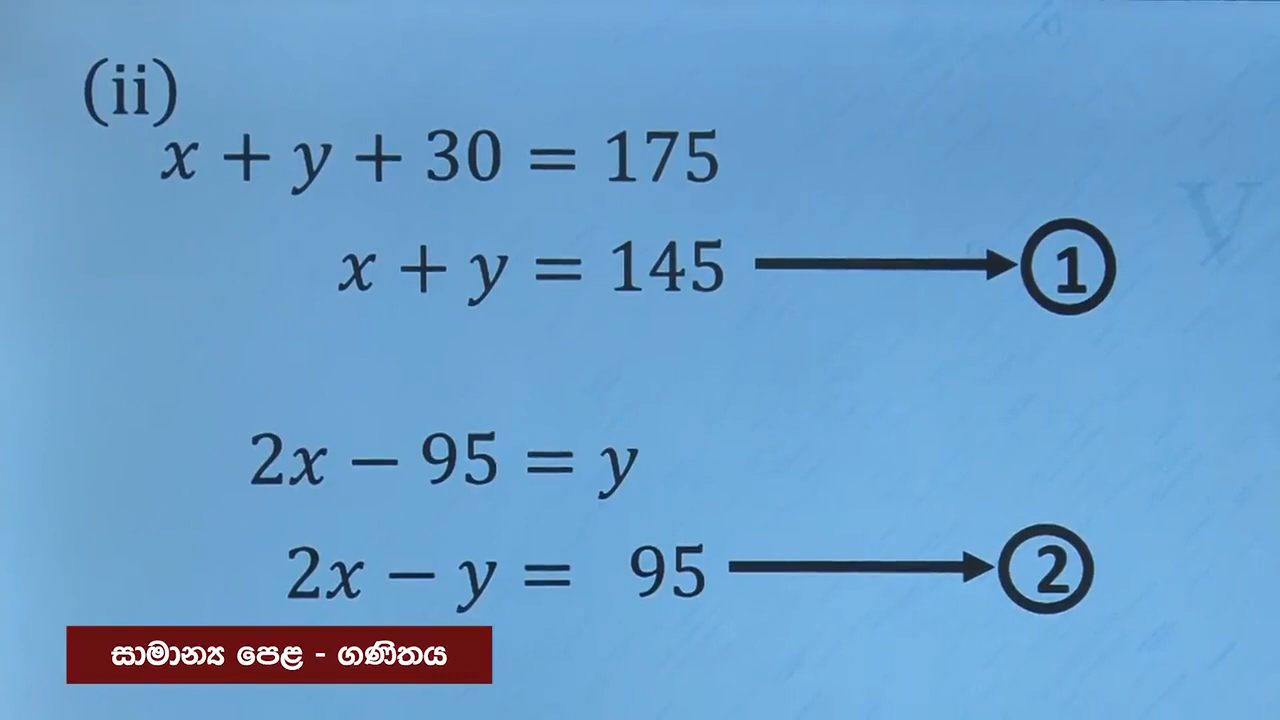 (ii)
x + y + 30 = 175
x + y = 145 ⟶ ①
2x − 95 = y
2x − y = 95 ⟶ ②
සාමාන්‍ය පෙළ - ගණිතය